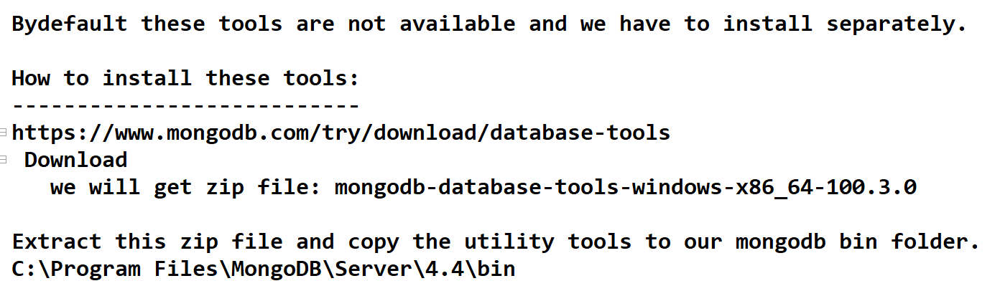 Bydefault these tools are not available and we have to install separately.
How to install these tools:
---------------------------
https://www.mongodb.com/try/download/database-tools
Download
we will get zip file: mongodb-database-tools-windows-x86_64-100.3.0
Extract this zip file and copy the utility tools to our mongodb bin folder.
C:\Program Files\MongoDB\Server\4.4\bin